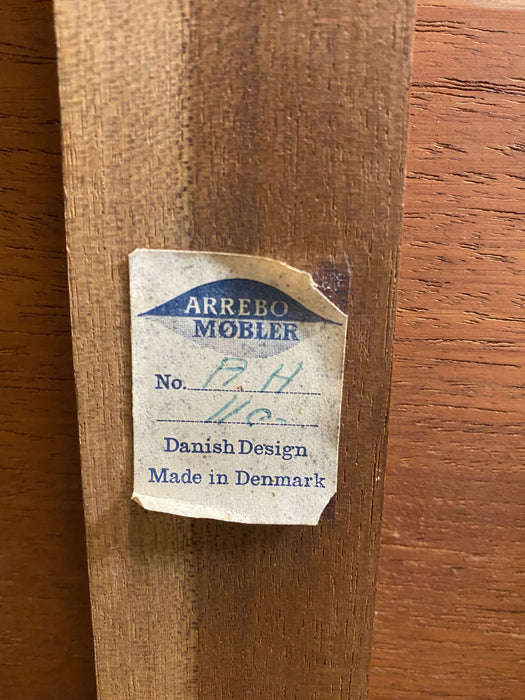 ARREBO
MØBLER
No. A H
Danish Design
Made in Denmark